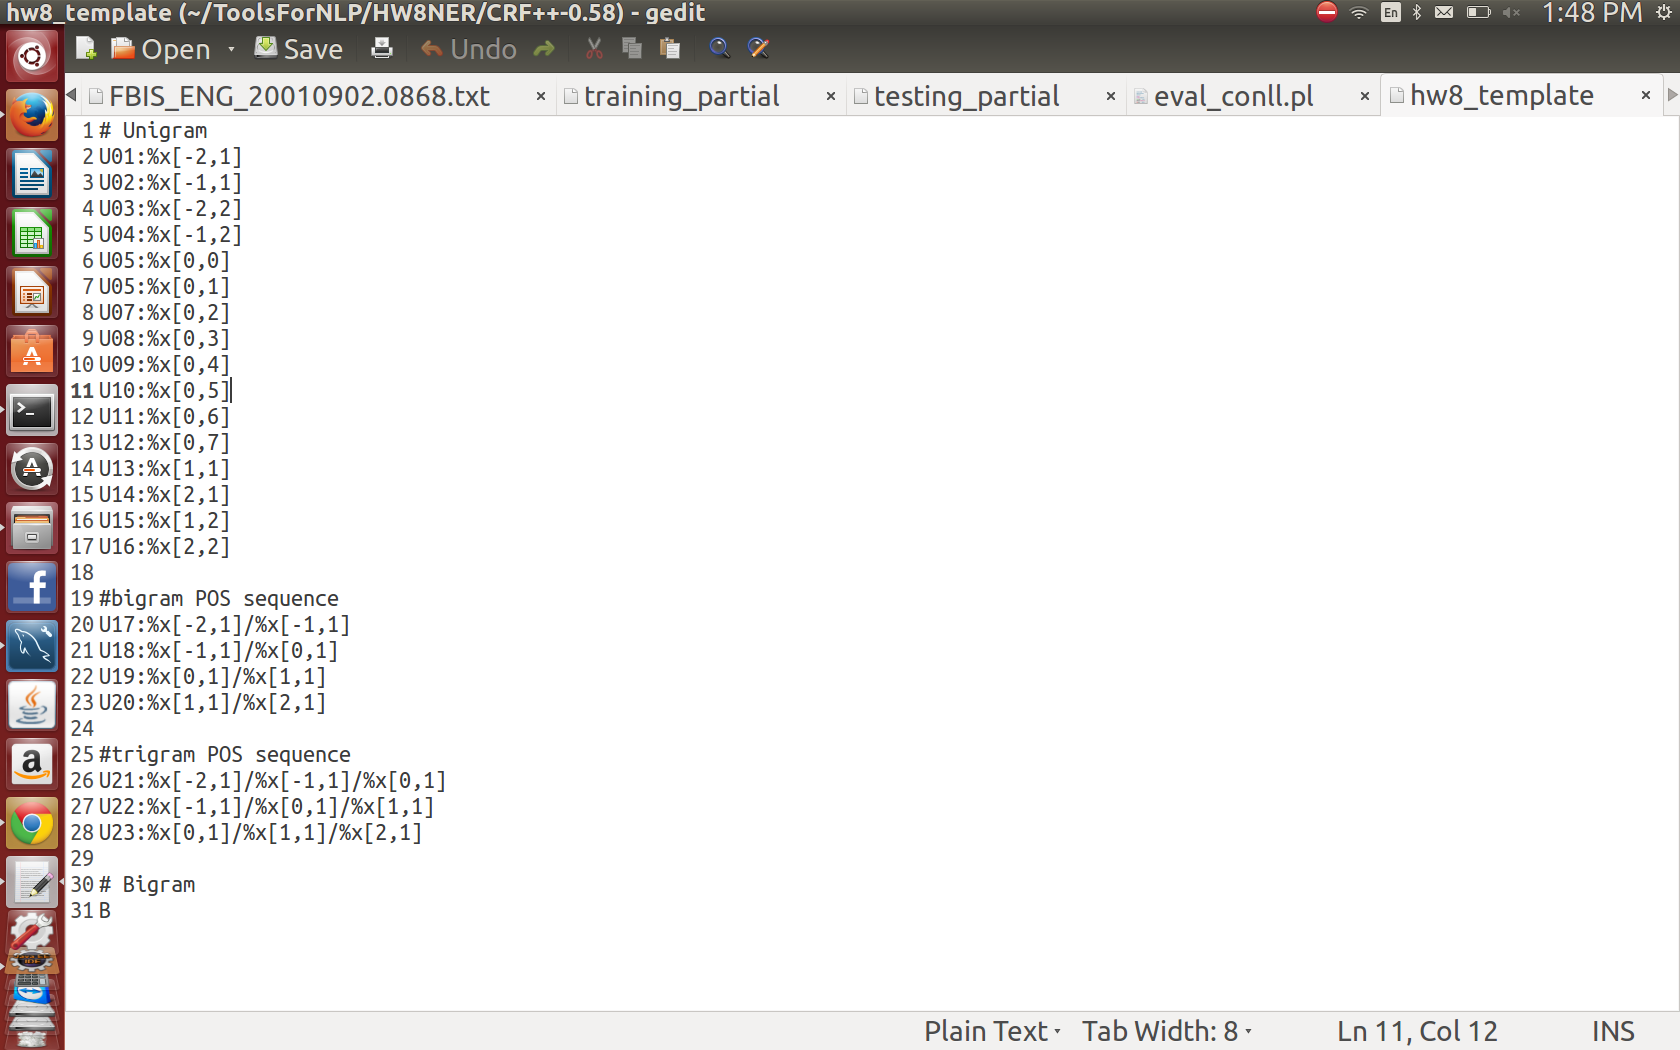 hw8_template (~/ToolsForNLP/HW8NER/CRF++-0.58) - gedit
En
1:48 PM
Open
Save
Undo
FBIS_ENG_20010902.0868.txt × training_partial × testing_partial × eval_conll.pl × hw8_template ×
1 # Unigram
2 U01:%x[-2,1]
3 U02:%x[-1,1]
4 U03:%x[-2,2]
5 U04:%x[-1,2]
6 U05:%x[0,0]
7 U05:%x[0,1]
8 U07:%x[0,2]
9 U08:%x[0,3]
10 U09:%x[0,4]
11 U10:%x[0,5]
12 U11:%x[0,6]
13 U12:%x[0,7]
14 U13:%x[1,1]
15 U14:%x[2,1]
16 U15:%x[1,2]
17 U16:%x[2,2]
18
19 #bigram POS sequence
20 U17:%x[-2,1]/%x[-1,1]
21 U18:%x[-1,1]/%x[0,1]
22 U19:%x[0,1]/%x[1,1]
23 U20:%x[1,1]/%x[2,1]
24
25 #trigram POS sequence
26 U21:%x[-2,1]/%x[-1,1]/%x[0,1]
27 U22:%x[-1,1]/%x[0,1]/%x[1,1]
28 U23:%x[0,1]/%x[1,1]/%x[2,1]
29
30 # Bigram
31 B
Plain Text Tab Width: 8 Ln 11, Col 12 INS